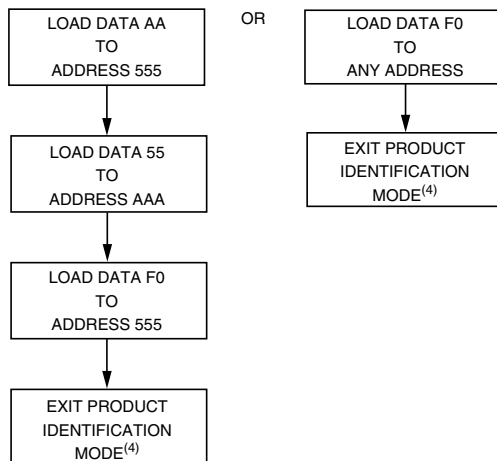 LOAD DATA AA
TO
ADDRESS 555
LOAD DATA 55
TO
ADDRESS AAA
LOAD DATA F0
TO
ADDRESS 555
EXIT PRODUCT
IDENTIFICATION
MODE(4)
OR
LOAD DATA F0
TO
ANY ADDRESS
EXIT PRODUCT
IDENTIFICATION
MODE(4)